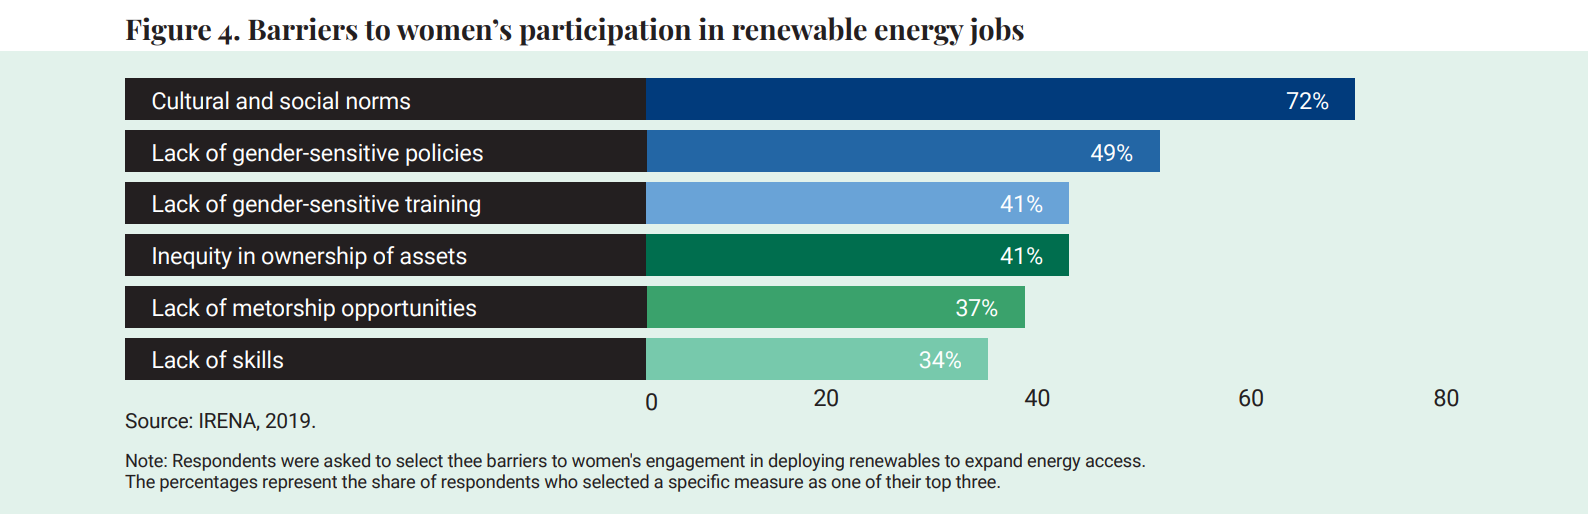 Figure 4. Barriers to women’s participation in renewable energy jobs
Cultural and social norms 72%
Lack of gender-sensitive policies 49%
Lack of gender-sensitive training 41%
Inequity in ownership of assets 41%
Lack of metorship opportunities 37%
Lack of skills 34%
0 20 40 60 80
Source: IRENA, 2019.
Note: Respondents were asked to select thee barriers to women's engagement in deploying renewables to expand energy access.
The percentages represent the share of respondents who selected a specific measure as one of their top three.